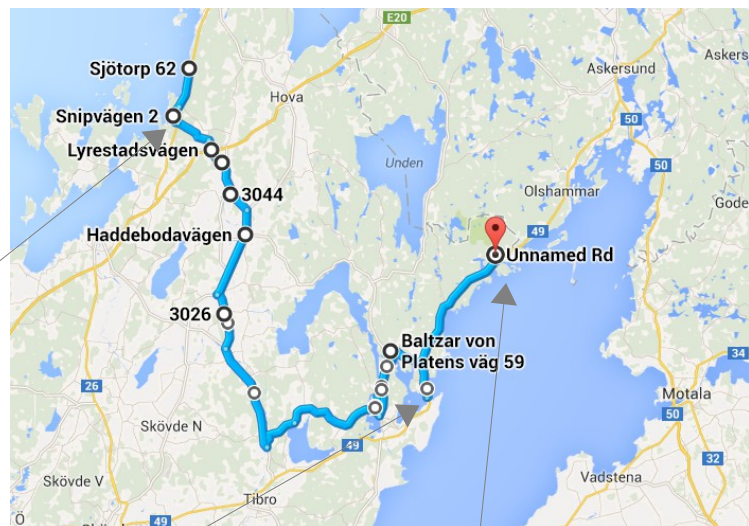 E20
Sjötorp 62
Hova
Askersund
Askers
Snipvägen 2
50
Lyrestadsvägen
Unden
50
3044
Olshammar
Gode
Haddebodavägen
49
Unnamed Rd
3026
Baltzar von
Platens väg 59
26
Motala
50
Skövde N
49
34
32
Skövde V
Vadstena
Tibro
Ö